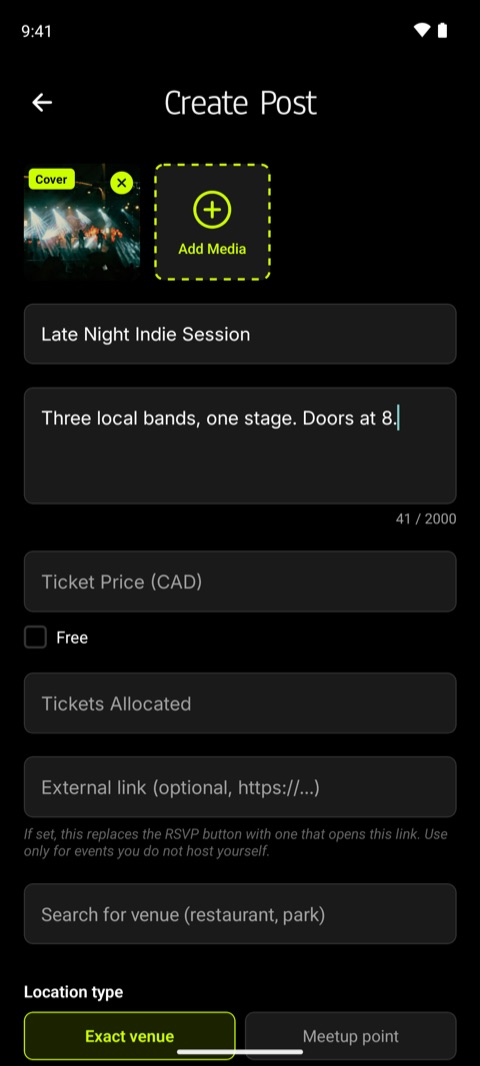 9:41
Create Post
Cover
Add Media
Late Night Indie Session
Three local bands, one stage. Doors at 8.
41 / 2000
Ticket Price (CAD)
Free
Tickets Allocated
External link (optional, https://...)
If set, this replaces the RSVP button with one that opens this link. Use
only for events you do not host yourself.
Search for venue (restaurant, park)
Location type
Exact venue
Meetup point